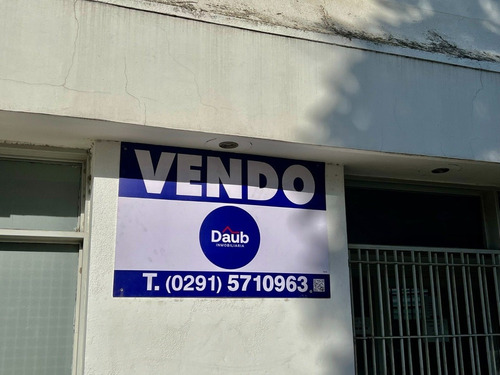 VENDO
Daub
INMOBILIARIA
T. (0291) 5710963